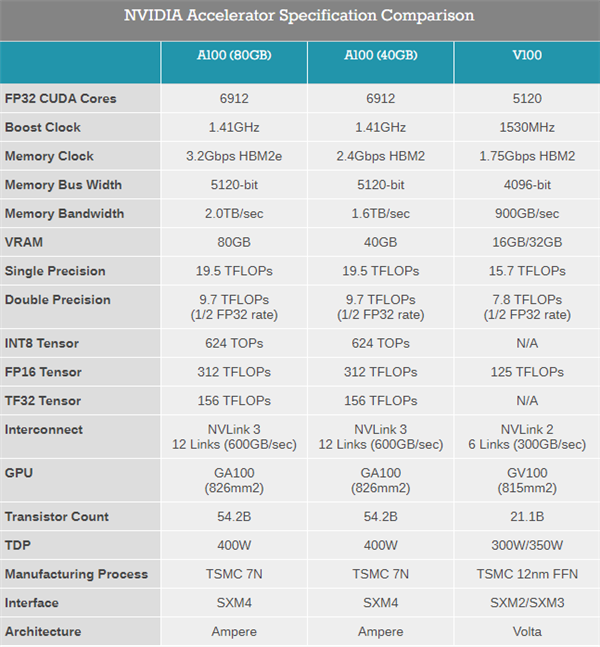 NVIDIA Accelerator Specification Comparison
A100 (80GB) A100 (40GB) V100
FP32 CUDA Cores 6912 6912 5120
Boost Clock 1.41GHz 1.41GHz 1530MHz
Memory Clock 3.2Gbps HBM2e 2.4Gbps HBM2 1.75Gbps HBM2
Memory Bus Width 5120-bit 5120-bit 4096-bit
Memory Bandwidth 2.0TB/sec 1.6TB/sec 900GB/sec
VRAM 80GB 40GB 16GB/32GB
Single Precision 19.5 TFLOPs 19.5 TFLOPs 15.7 TFLOPs
Double Precision 9.7 TFLOPs 9.7 TFLOPs 7.8 TFLOPs
(1/2 FP32 rate) (1/2 FP32 rate) (1/2 FP32 rate)
INT8 Tensor 624 TOPs 624 TOPs N/A
FP16 Tensor 312 TFLOPs 312 TFLOPs 125 TFLOPs
TF32 Tensor 156 TFLOPs 156 TFLOPs N/A
Interconnect NVLink 3 NVLink 3 NVLink 2
12 Links (600GB/sec) 12 Links (600GB/sec) 6 Links (300GB/sec)
GPU GA100 GA100 GV100
(826mm2) (826mm2) (815mm2)
Transistor Count 54.2B 54.2B 21.1B
TDP 400W 400W 300W/350W
Manufacturing Process TSMC 7N TSMC 7N TSMC 12nm FFN
Interface SXM4 SXM4 SXM2/SXM3
Architecture Ampere Ampere Volta